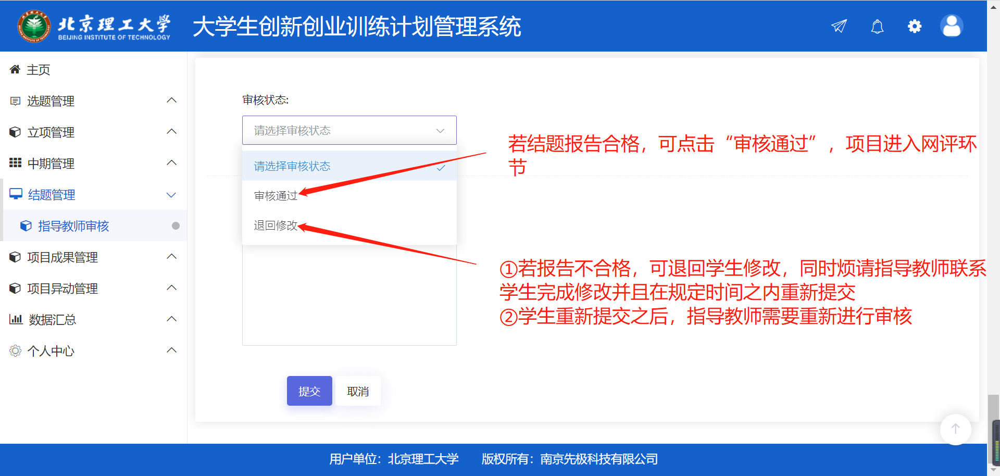 北京理工大学
BEIJING INSTITUTE OF TECHNOLOGY
大学生创新创业训练计划管理系统
主页
选题管理
立项管理
中期管理
结题管理
指导教师审核
项目成果管理
项目异动管理
数据汇总
个人中心
审核状态:
请选择审核状态
请选择审核状态
审核通过
退回修改
若结题报告合格，可点击“审核通过”，项目进入网评环
节
①若报告不合格，可退回学生修改，同时烦请指导教师联系
学生完成修改并且在规定时间之内重新提交
②学生重新提交之后，指导教师需要重新进行审核
提交
取消
用户单位：北京理工大学 版权所有：南京先极科技有限公司